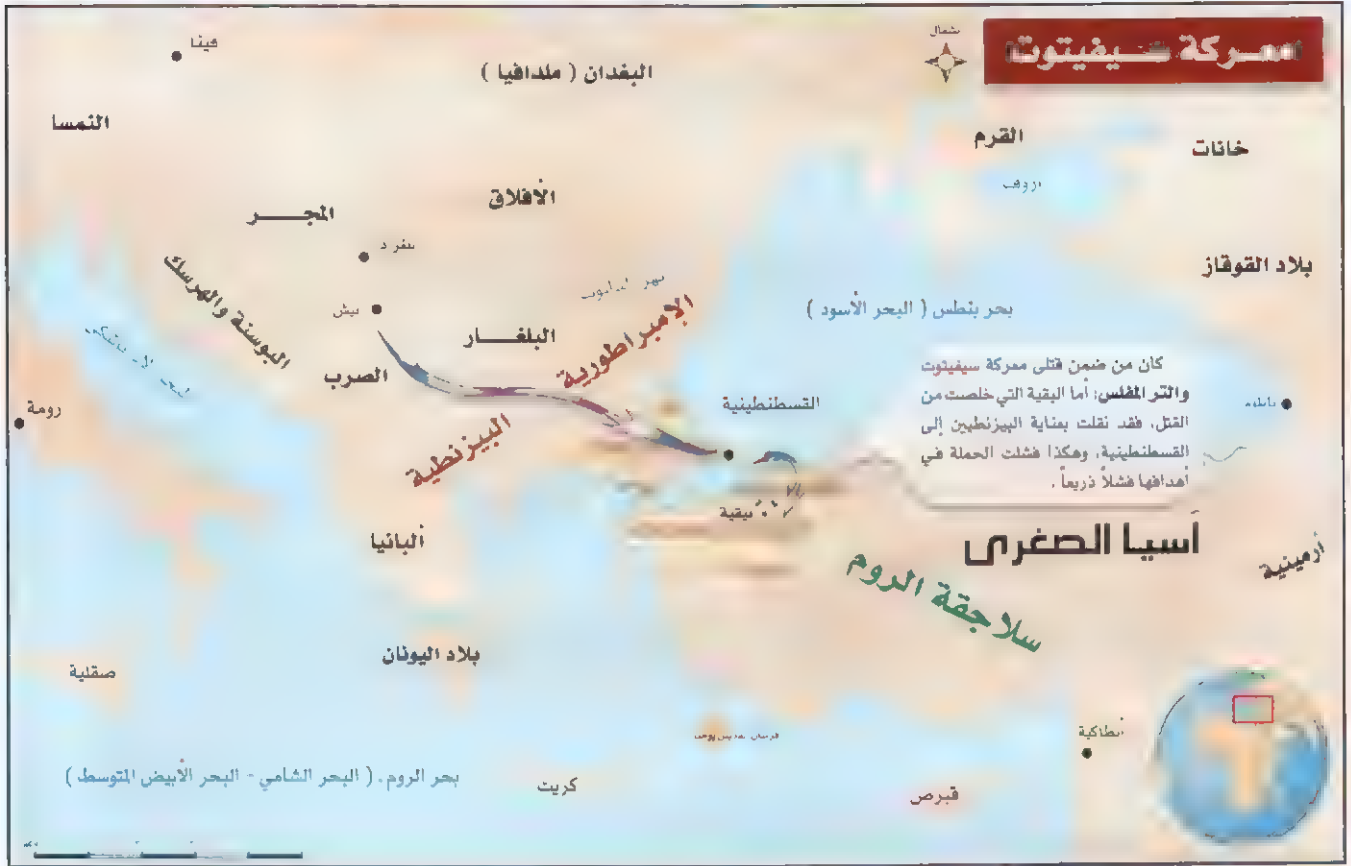 معركة سيفيتوت
شمال
فينا
البغدان ( ملدافيا )
النمسا
القرم
خانات
الأفلاق
المجـــر
بلاد القوقاز
نيش
البوسنة والهرسك
بحر بنطس ( البحر الأسود )
البلغـــار
الإمبراطورية
الصرب
رومة
القسطنطينية
كان من ضمن قتلى معركة سيفيتوت
والتر المفلس؛ أما البقية التي خلصت من
القتل، فقد نقلت بعناية البيزنطيين إلى
القسطنطينية، وهكذا فشلت الحملة في
أهدافها فشلاً ذريعاً .
البيزنطية
نيقية
ألبانيا
آسيا الصغرى
أرمينية
سلاجقة الروم
بلاد اليونان
صقلية
أنطاكية
بحر الروم . ( البحر الشامي - البحر الأبيض المتوسط )
كريت
قبرص